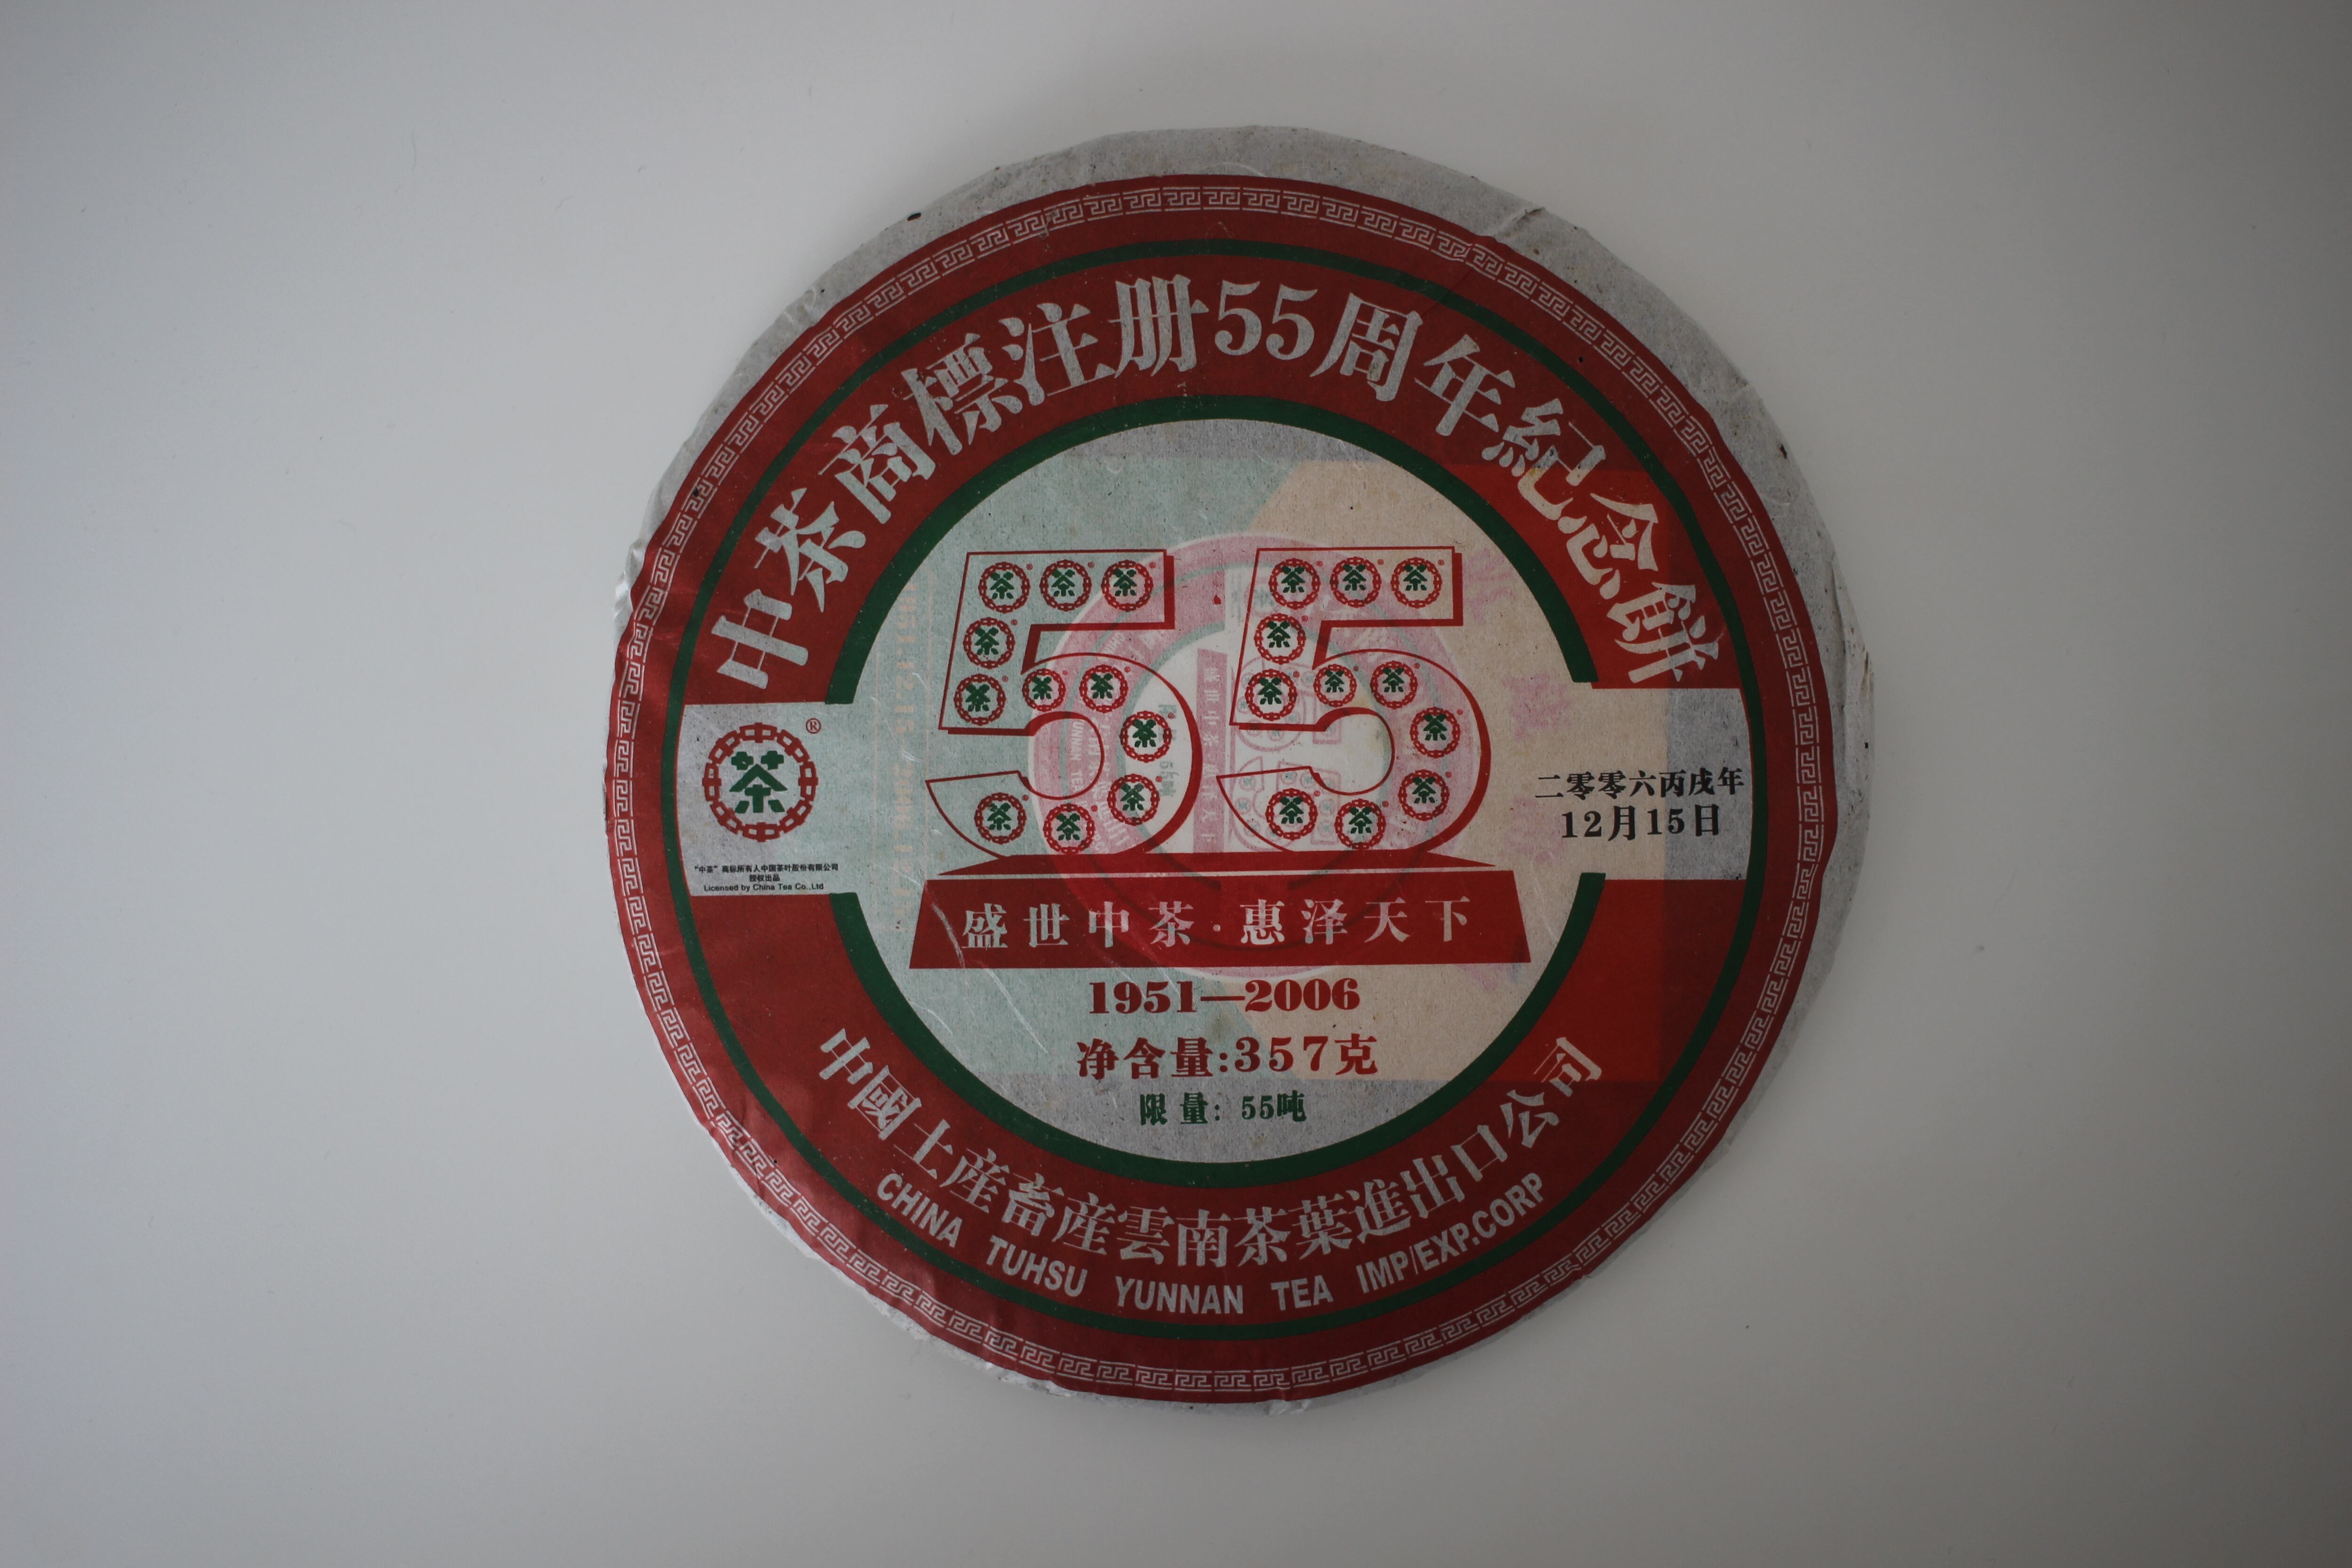 中茶商標注册55周年紀念餅
茶
®
"中茶"商标所有人中国茶叶股份有限公司
授权出品
Licensed by China Tea Co.,Ltd
55
二零零六丙戌年
12月15日
盛世中茶·惠泽天下
1951—2006
净含量:357克
限量: 55吨
中國土産畜産雲南茶葉進出口公司
CHINA TUHSU YUNNAN TEA IMP/EXP.CORP